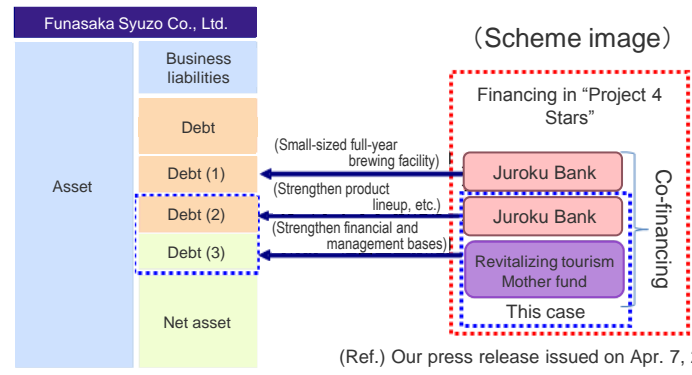 Funasaka Syuzo Co., Ltd.
（Scheme image）
Business
liabilities
Debt
Asset
Debt (1)
Debt (2)
Debt (3)
Net asset
(Small-sized full-year
brewing facility)
(Strengthen product
lineup, etc.)
(Strengthen financial and
management bases)
Financing in “Project 4
Stars”
Juroku Bank
Juroku Bank
Revitalizing tourism
Mother fund
This case
Co-financing
(Ref.) Our press release issued on Apr. 7,